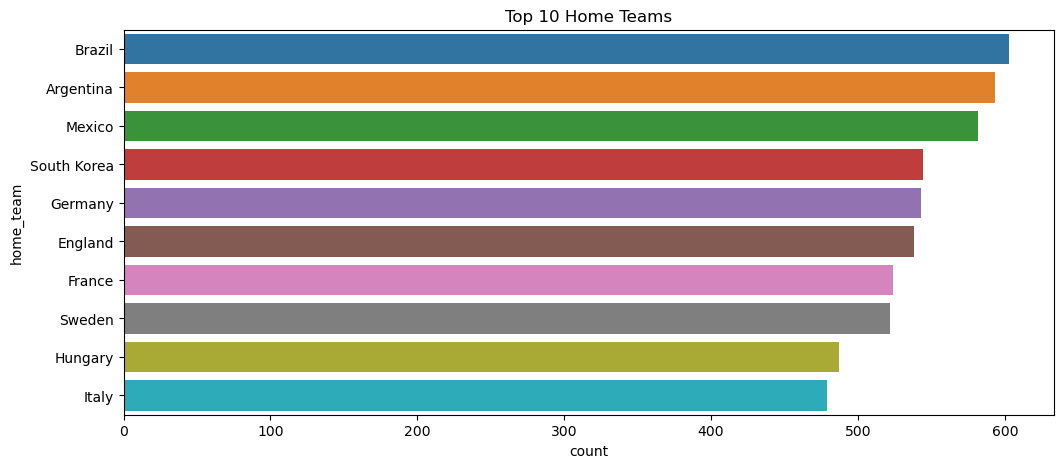 Top 10 Home Teams
home_team
Brazil
Argentina
Mexico
South Korea
Germany
England
France
Sweden
Hungary
Italy
0 100 200 300 400 500 600
count